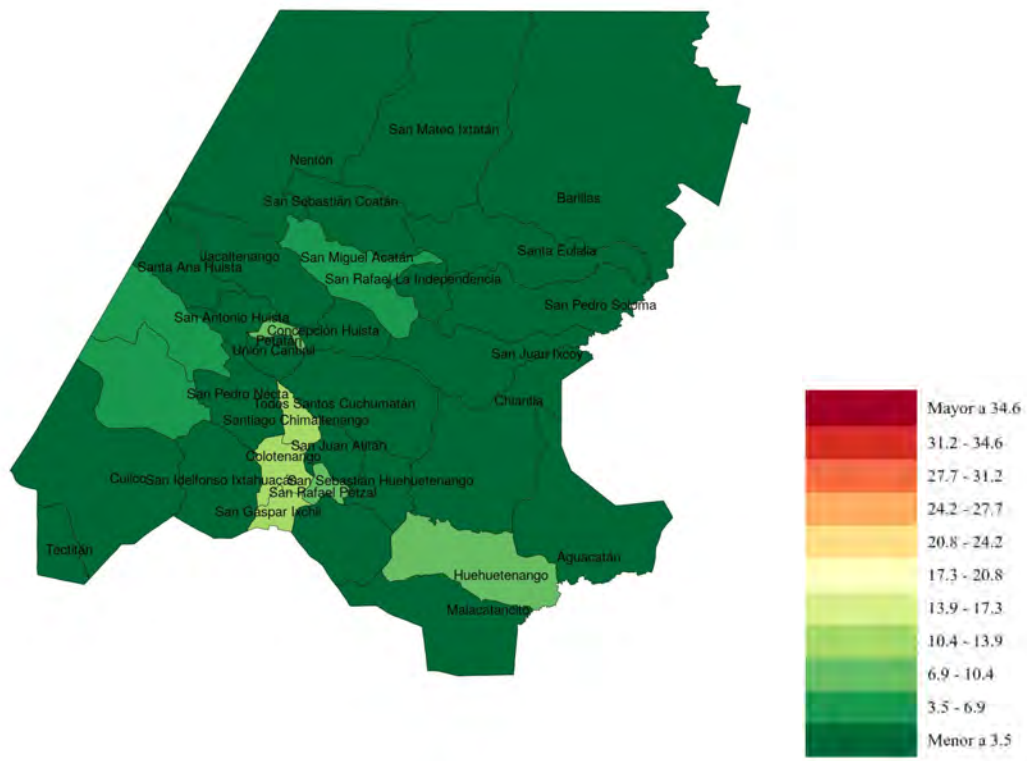 San Mateo Ixtatán
Nentón
Barillas
San Sebastián Coatán
Santa Eulalia
Jacaltenango
San Miguel Acatán
Santa Ana Huista
San Rafael La Independencia
San Pedro Soloma
San Antonio Huista
Concepción Huista
Petatán
Unión Cantinil
San Juan Ixcoy
San Pedro Necta
Todos Santos Cuchumatán
Chiantla
Santiago Chimaltenango
San Juan Atitán
Colotenango
Cuilco
San Ildelfonso Ixtahuacán
San Sebastián Huehuetenango
San Rafael Petzal
San Gaspar Ixchil
Tectitán
Aguacatán
Huehuetenango
Malacatancito
Mayor a 34.6
31.2 - 34.6
27.7 - 31.2
24.2 - 27.7
20.8 - 24.2
17.3 - 20.8
13.9 - 17.3
10.4 - 13.9
6.9 - 10.4
3.5 - 6.9
Menor a 3.5